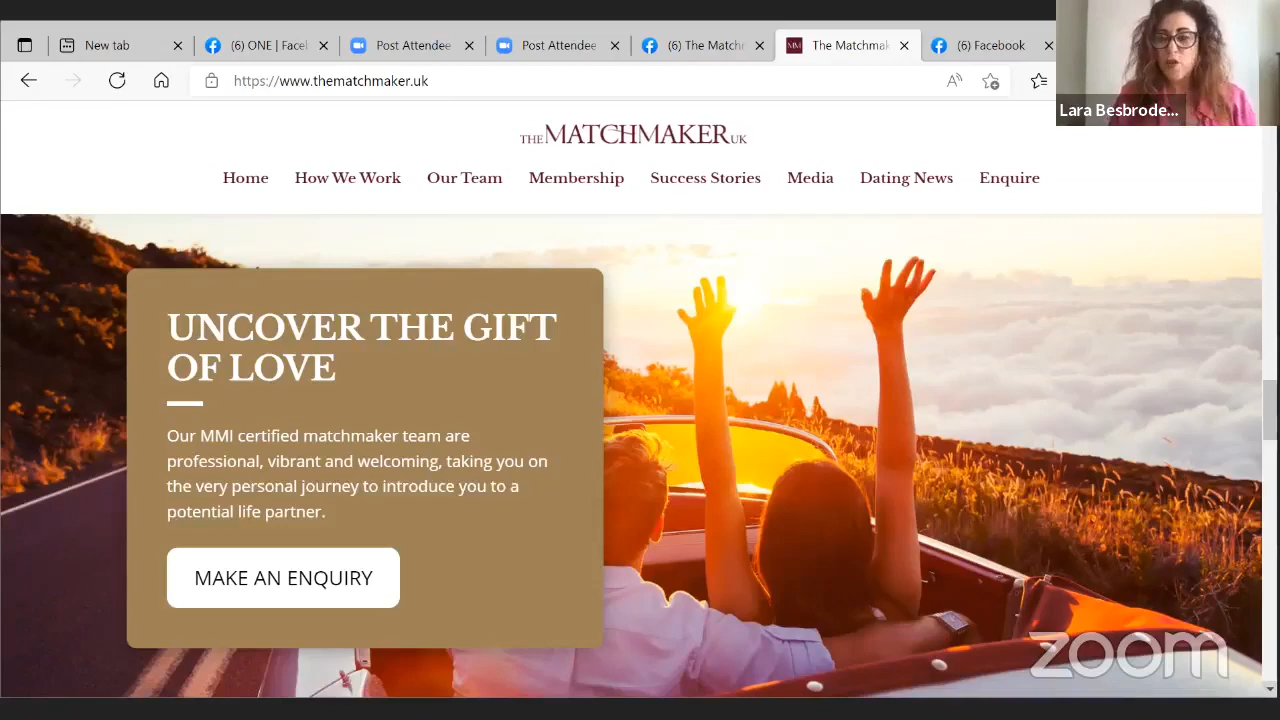 new tab
(6) ONE | Facel
Post Attendee
Post Attendee
(6) The Match
The Matchmak
(6) Facebook
https://www.thematchmaker.uk
Lara Besbrode...
THE MATCHMAKER UK
Home How We Work Our Team Membership Success Stories Media Dating News Enquire
UNCOVER THE GIFT
OF LOVE
Our MMI certified matchmaker team are
professional, vibrant and welcoming, taking you on
the very personal journey to introduce you to a
potential life partner.
MAKE AN ENQUIRY
zoom